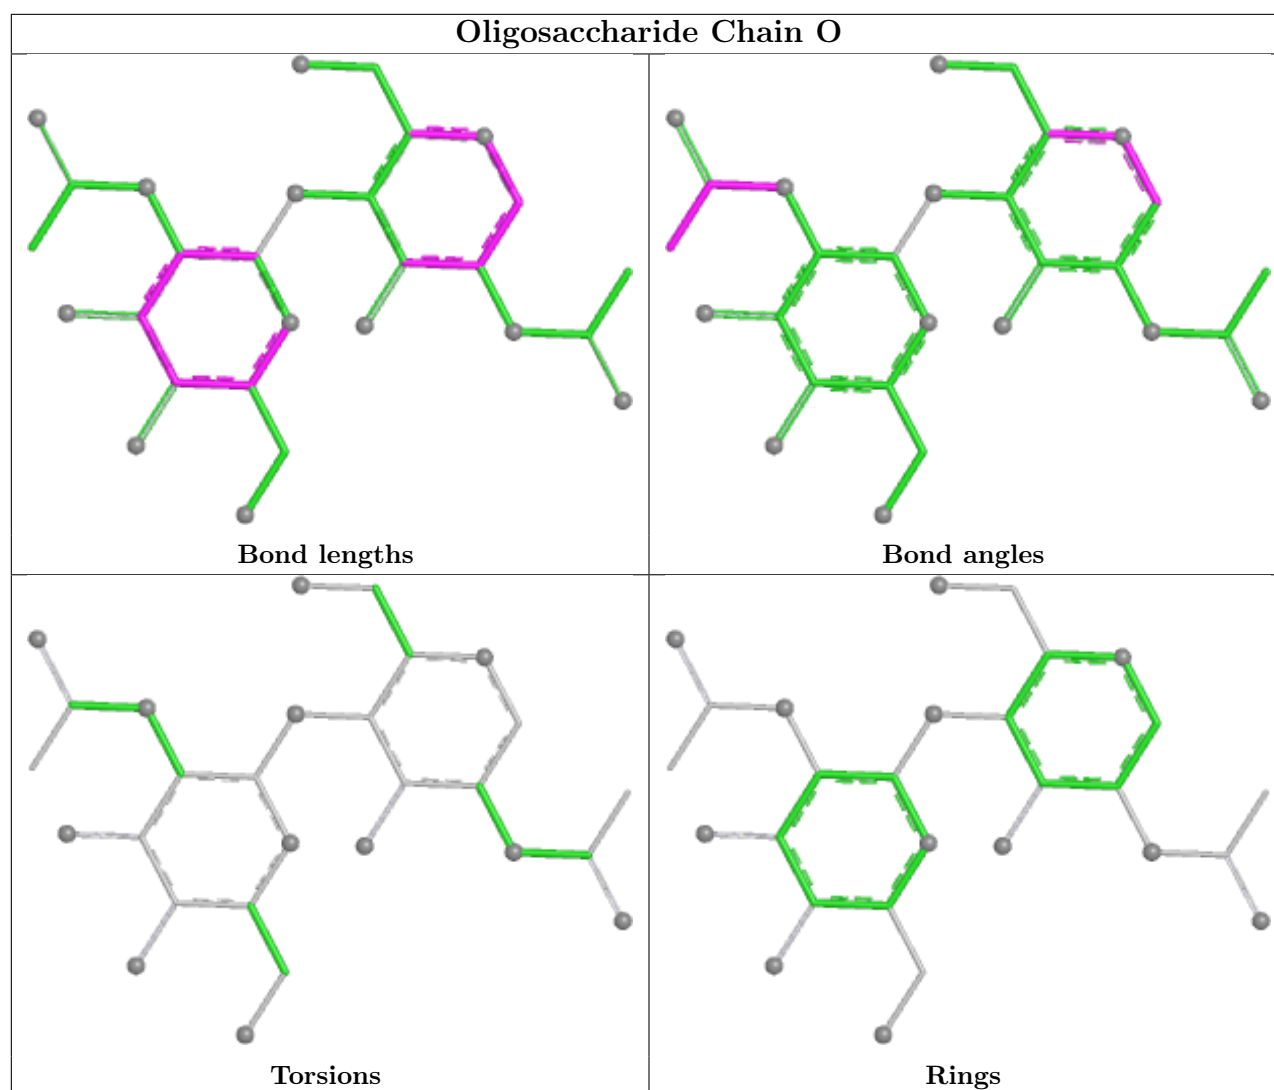 Oligosaccharide Chain O
Bond lengths
Bond angles
Torsions
Rings